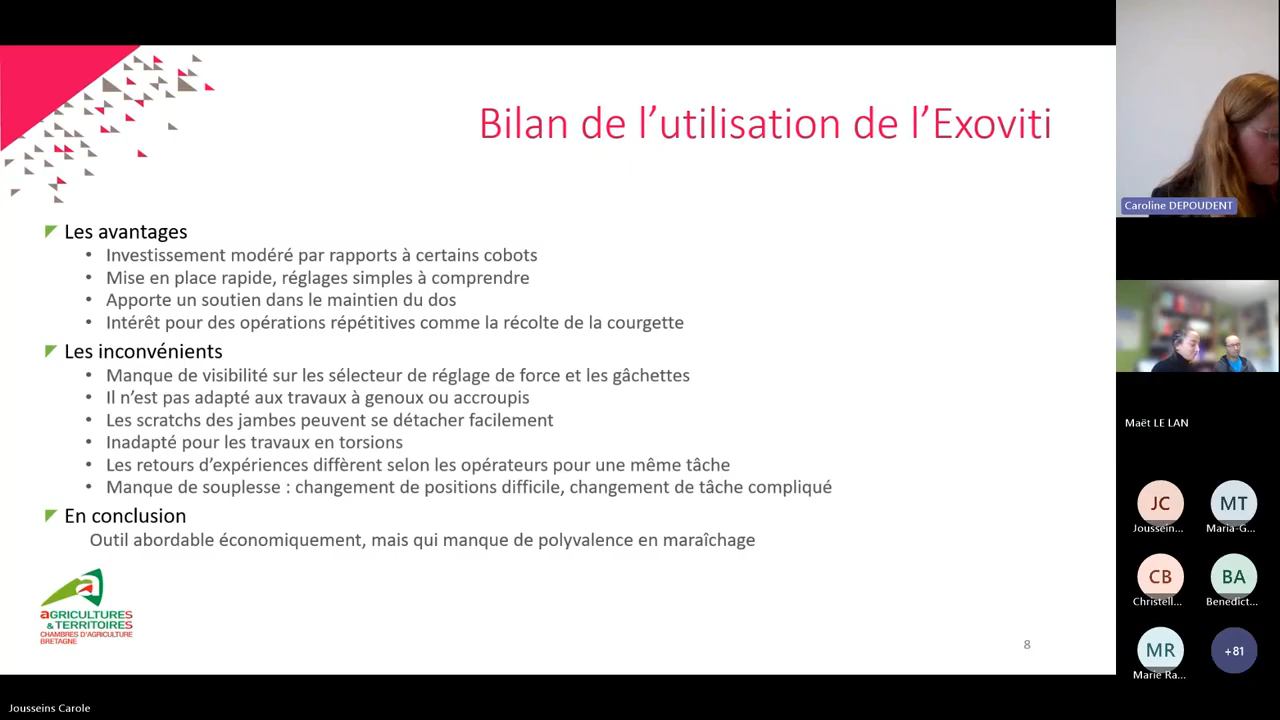 Bilan de l’utilisation de l’Exoviti
Les avantages
• Investissement modéré par rapports à certains cobots
• Mise en place rapide, réglages simples à comprendre
• Apporte un soutien dans le maintien du dos
• Intérêt pour des opérations répétitives comme la récolte de la courgette
Les inconvénients
• Manque de visibilité sur les sélecteur de réglage de force et les gâchettes
• Il n’est pas adapté aux travaux à genoux ou accroupis
• Les scratchs des jambes peuvent se détacher facilement
• Inadapté pour les travaux en torsions
• Les retours d’expériences diffèrent selon les opérateurs pour une même tâche
• Manque de souplesse : changement de positions difficile, changement de tâche compliqué
En conclusion
Outil abordable économiquement, mais qui manque de polyvalence en maraîchage
a
aGRICULTURES
& TERRITOIRES
CHAMBRES D'AGRICULTURE
BRETAGNE
8
Caroline DEPOUDENT
Maët LE LAN
JC
MT
Joussein...
Maria-G...
CB
BA
Christell...
Benedict...
MR
+81
Marie Ra...
Jousseins Carole